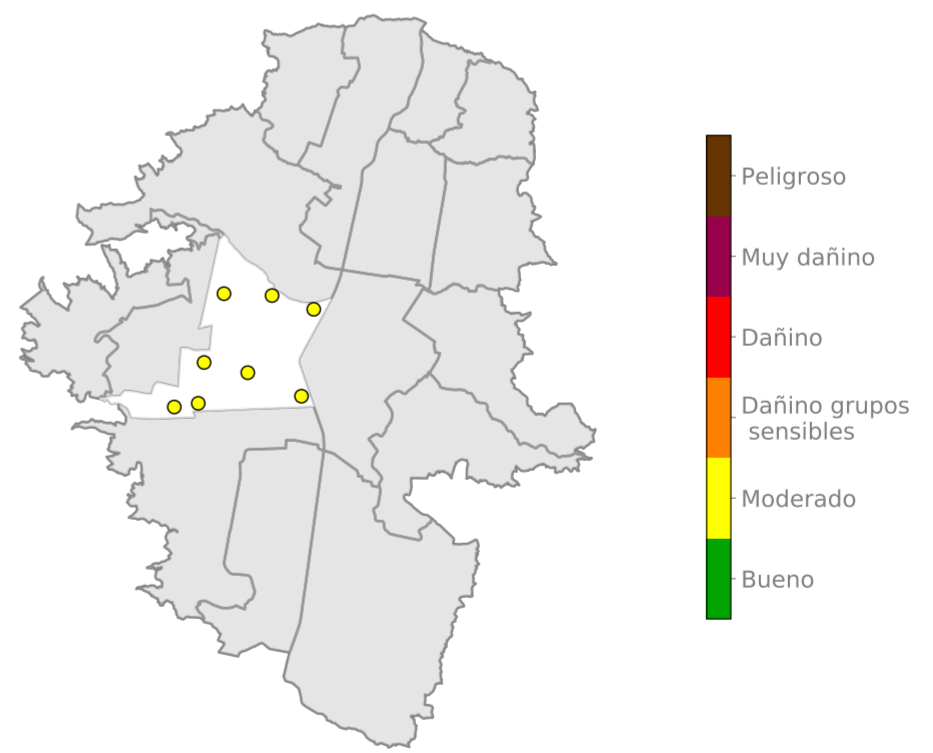 Peligroso
Muy dañino
Dañino
Dañino grupos
sensibles
Moderado
Bueno